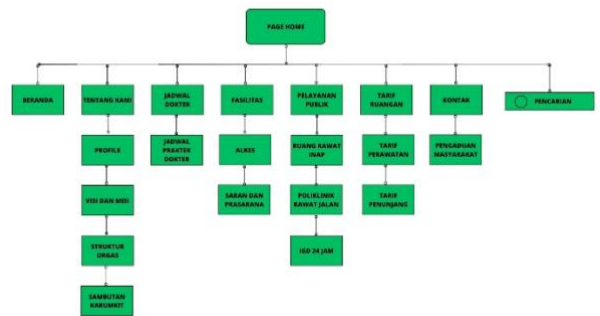 PAGE HOME
BERANDA
TENTANG KAMI
JADWAL
DOKTER
FASILITAS
PELAYANAN
PUBLIK
TARIF
RUANGAN
KONTAK
PENCARIAN
PROFILE
JADWAL
PRAKTEK
DOKTER
ALKES
RUANG RAWAT
INAP
TARIF
PERAWATAN
PENGADUAN
MASYARAKAT
VISI DAN MISI
SARAN DAN
PRASARANA
POLIKLINIK
RAWAT JALAN
TARIF
PENUNJANG
STRUKTUR
ORGAS
IGD 24 JAM
SAMBUTAN
KARUMKIT